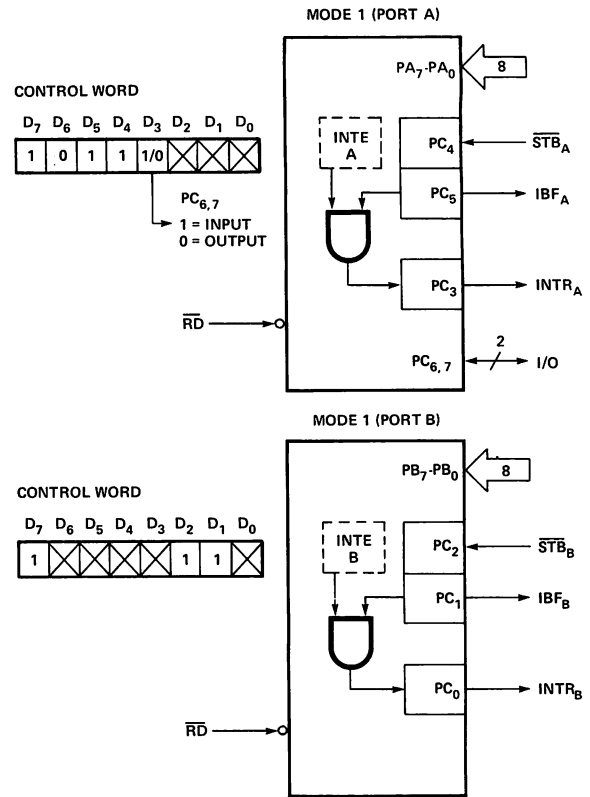 MODE 1 (PORT A)
PA7-PA0
8
CONTROL WORD
D7 D6 D5 D4 D3 D2 D1 D0
1 0 1 1 1/0
PC6,7
1 = INPUT
0 = OUTPUT
INTE
A
PC4
STBA
PC5
IBFA
PC3
INTRA
RD
PC6,7
2
I/O
MODE 1 (PORT B)
PB7-PB0
8
CONTROL WORD
D7 D6 D5 D4 D3 D2 D1 D0
1 1 1
INTE
B
PC2
STBB
PC1
IBFB
PC0
INTRB
RD